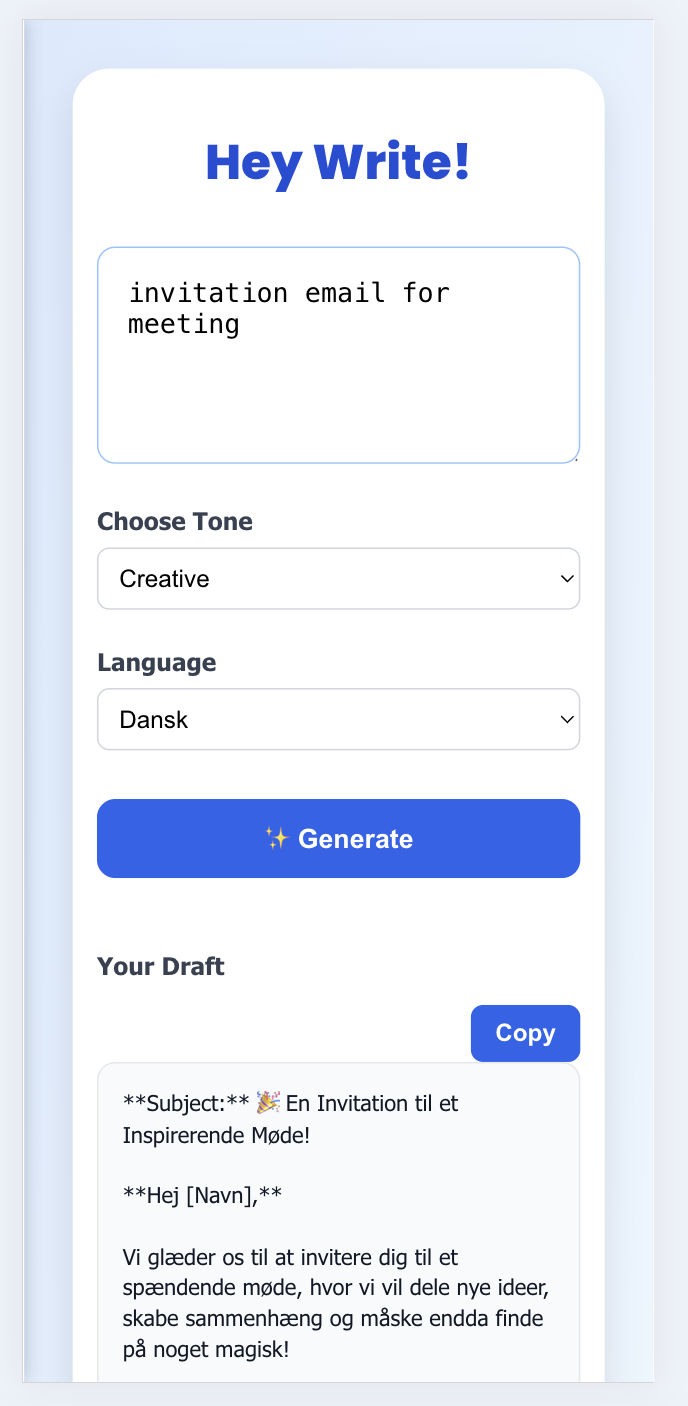 Hey Write!
invitation email for
meeting
Choose Tone
Creative
Language
Dansk
✨ Generate
Your Draft
Copy
**Subject:** 🎉 En Invitation til et
Inspirerende Møde!
**Hej [Navn],**
Vi glæder os til at invitere dig til et
spændende møde, hvor vi vil dele nye ideer,
skabe sammenhæng og måske endda finde
på noget magisk!